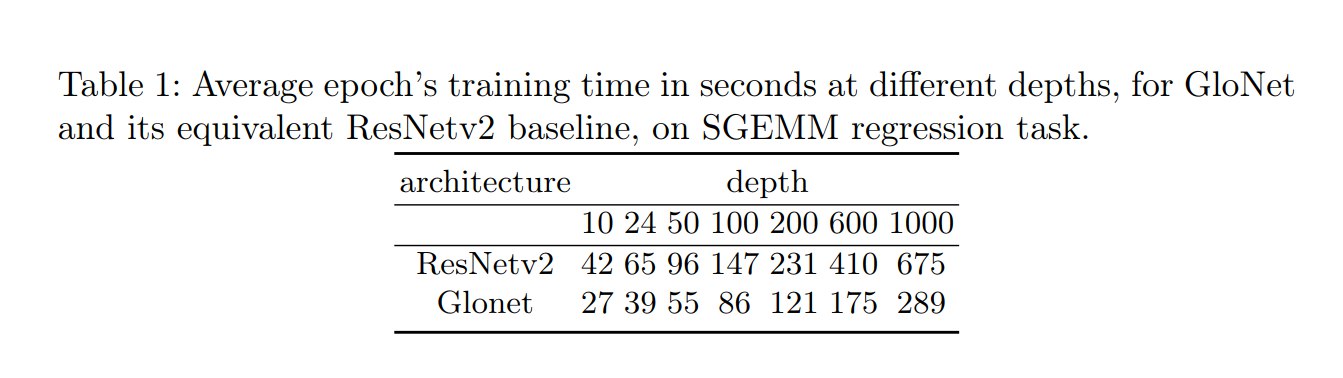 Table 1: Average epoch's training time in seconds at different depths, for GloNet
and its equivalent ResNetv2 baseline, on SGEMM regression task.
architecture depth
10 24 50 100 200 600 1000
ResNetv2 42 65 96 147 231 410 675
Glonet 27 39 55 86 121 175 289